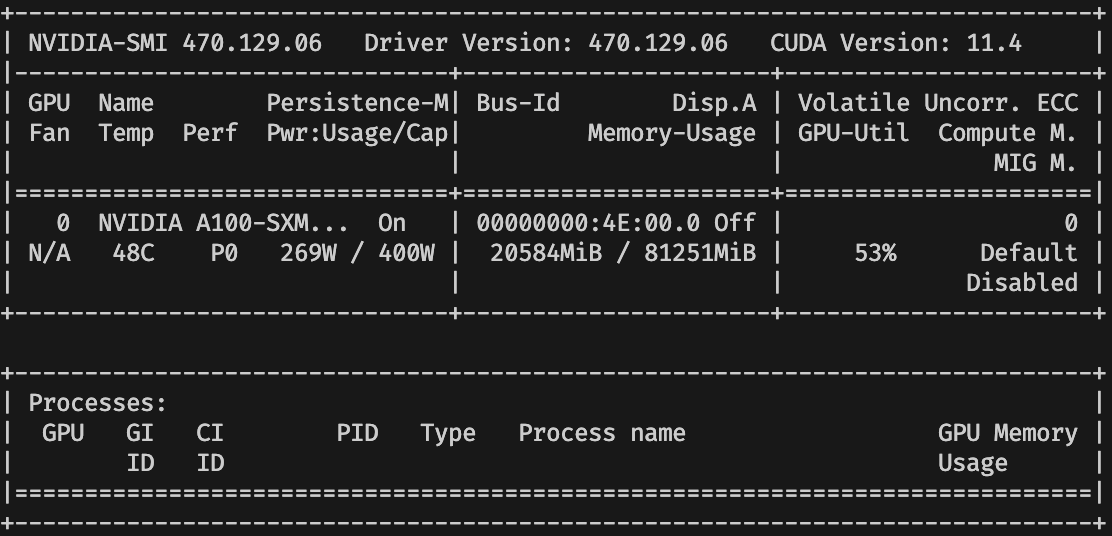 +-----------------------------------------------------------------------------+
| NVIDIA-SMI 470.129.06   Driver Version: 470.129.06   CUDA Version: 11.4     |
|-------------------------------+----------------------+----------------------+
| GPU  Name        Persistence-M| Bus-Id        Disp.A | Volatile Uncorr. ECC |
| Fan  Temp  Perf  Pwr:Usage/Cap|         Memory-Usage | GPU-Util  Compute M. |
|                               |                      |               MIG M. |
|===============================+======================+======================|
|   0  NVIDIA A100-SXM...  On   | 00000000:4E:00.0 Off |                    0 |
| N/A   48C    P0   269W / 400W |  20584MiB / 81251MiB |     53%      Default |
|                               |                      |             Disabled |
+-------------------------------+----------------------+----------------------+

+-----------------------------------------------------------------------------+
| Processes:                                                                  |
|  GPU   GI   CI        PID   Type   Process name                  GPU Memory |
|        ID   ID                                                   Usage      |
|=============================================================================|
+-----------------------------------------------------------------------------+